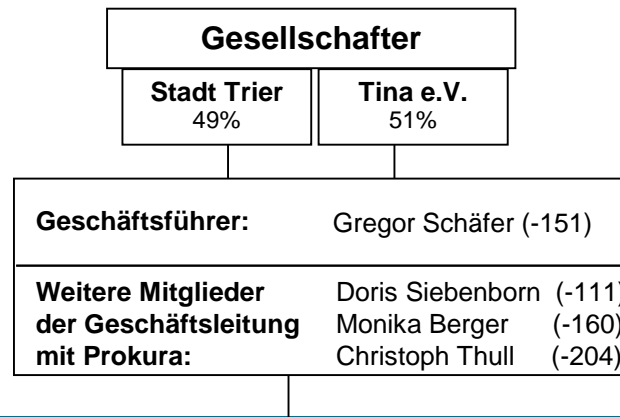 Gesellschafter
Stadt Trier
49%
Tina e.V.
51%
Geschäftsführer: Gregor Schäfer (-151)
Weitere Mitglieder Doris Siebenborn (-111)
der Geschäftsleitung Monika Berger (-160)
mit Prokura: Christoph Thull (-204)